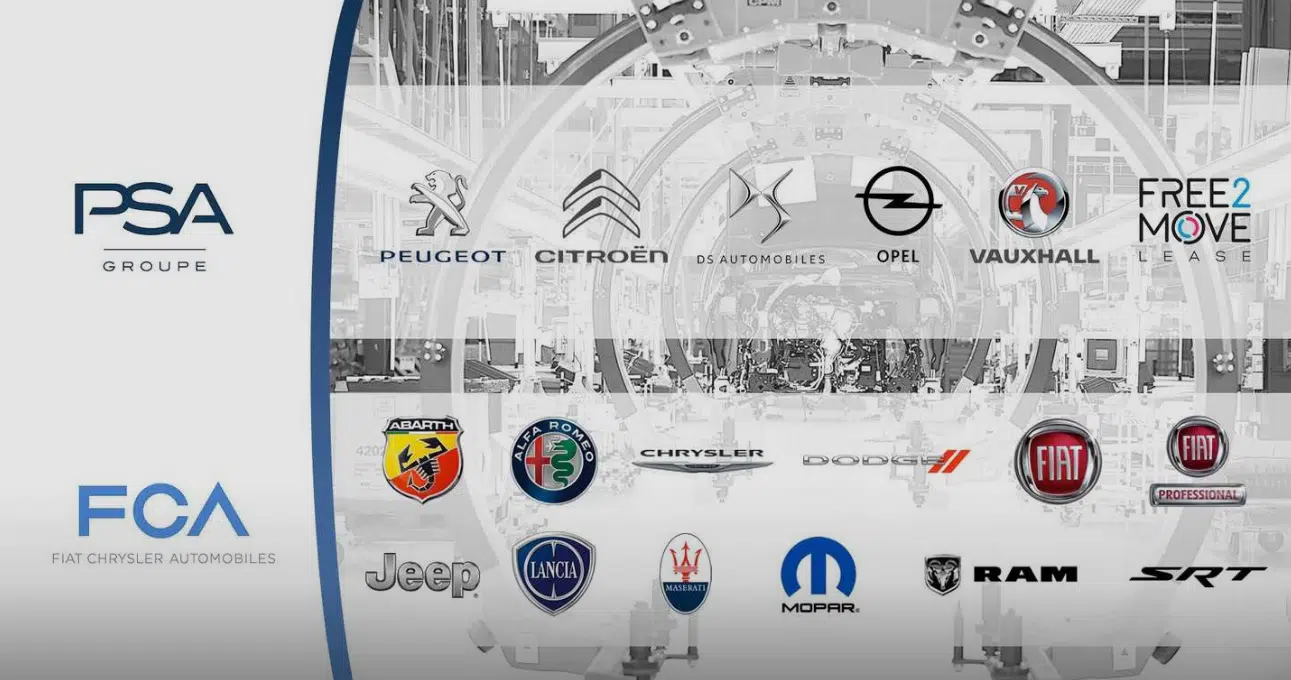 PSA
GROUPE
PEUGEOT
CITROËN
DS AUTOMOBILES
OPEL
VAUXHALL
FREE2
MOVE
LEASE
FCA
FIAT CHRYSLER AUTOMOBILES
ABARTH
ALFA ROMEO
CHRYSLER
DODGE
FIAT
FIAT
PROFESSIONAL
Jeep
LANCIA
MASERATI
MOPAR
RAM
SRT